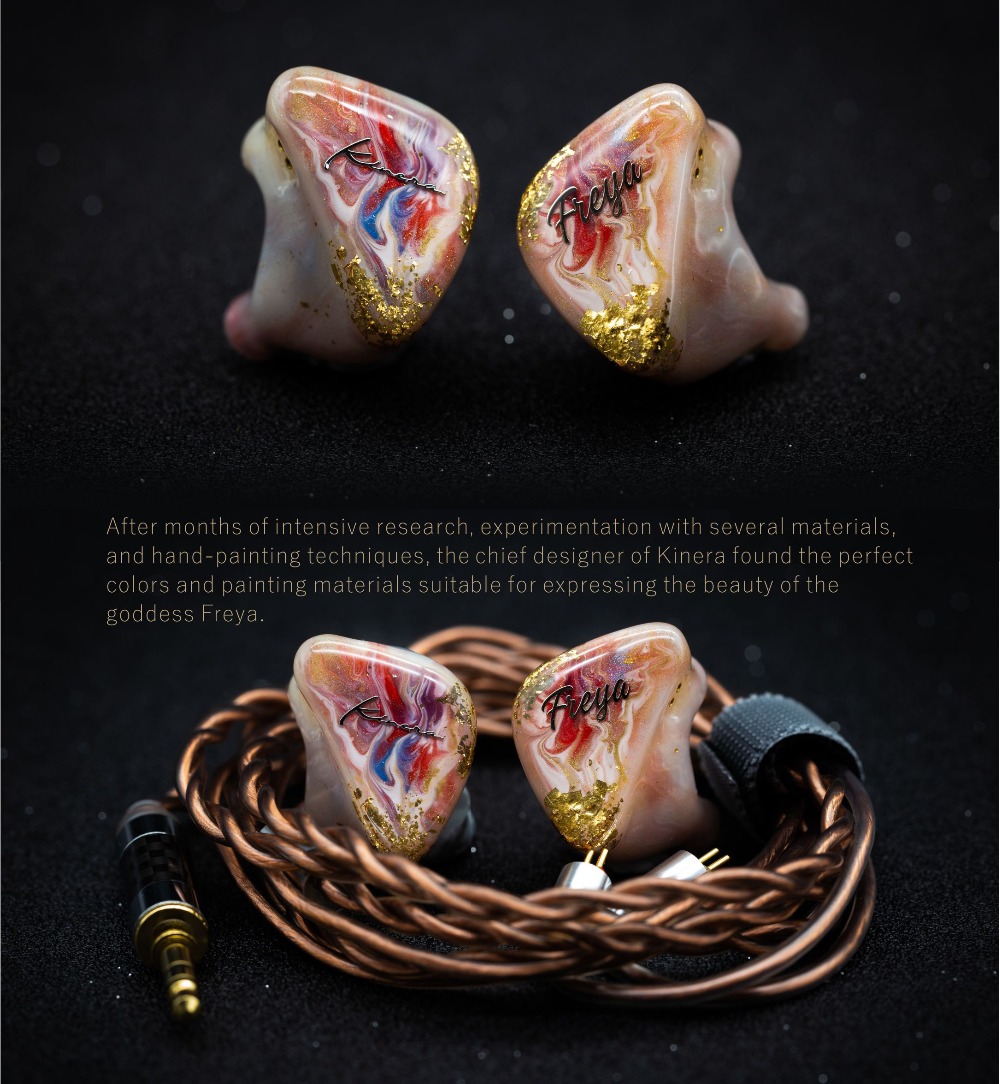 Kinera
Freya
After months of intensive research, experimentation with several materials,
and hand-painting techniques, the chief designer of Kinera found the perfect
colors and painting materials suitable for expressing the beauty of the
goddess Freya.
Kinera
Freya